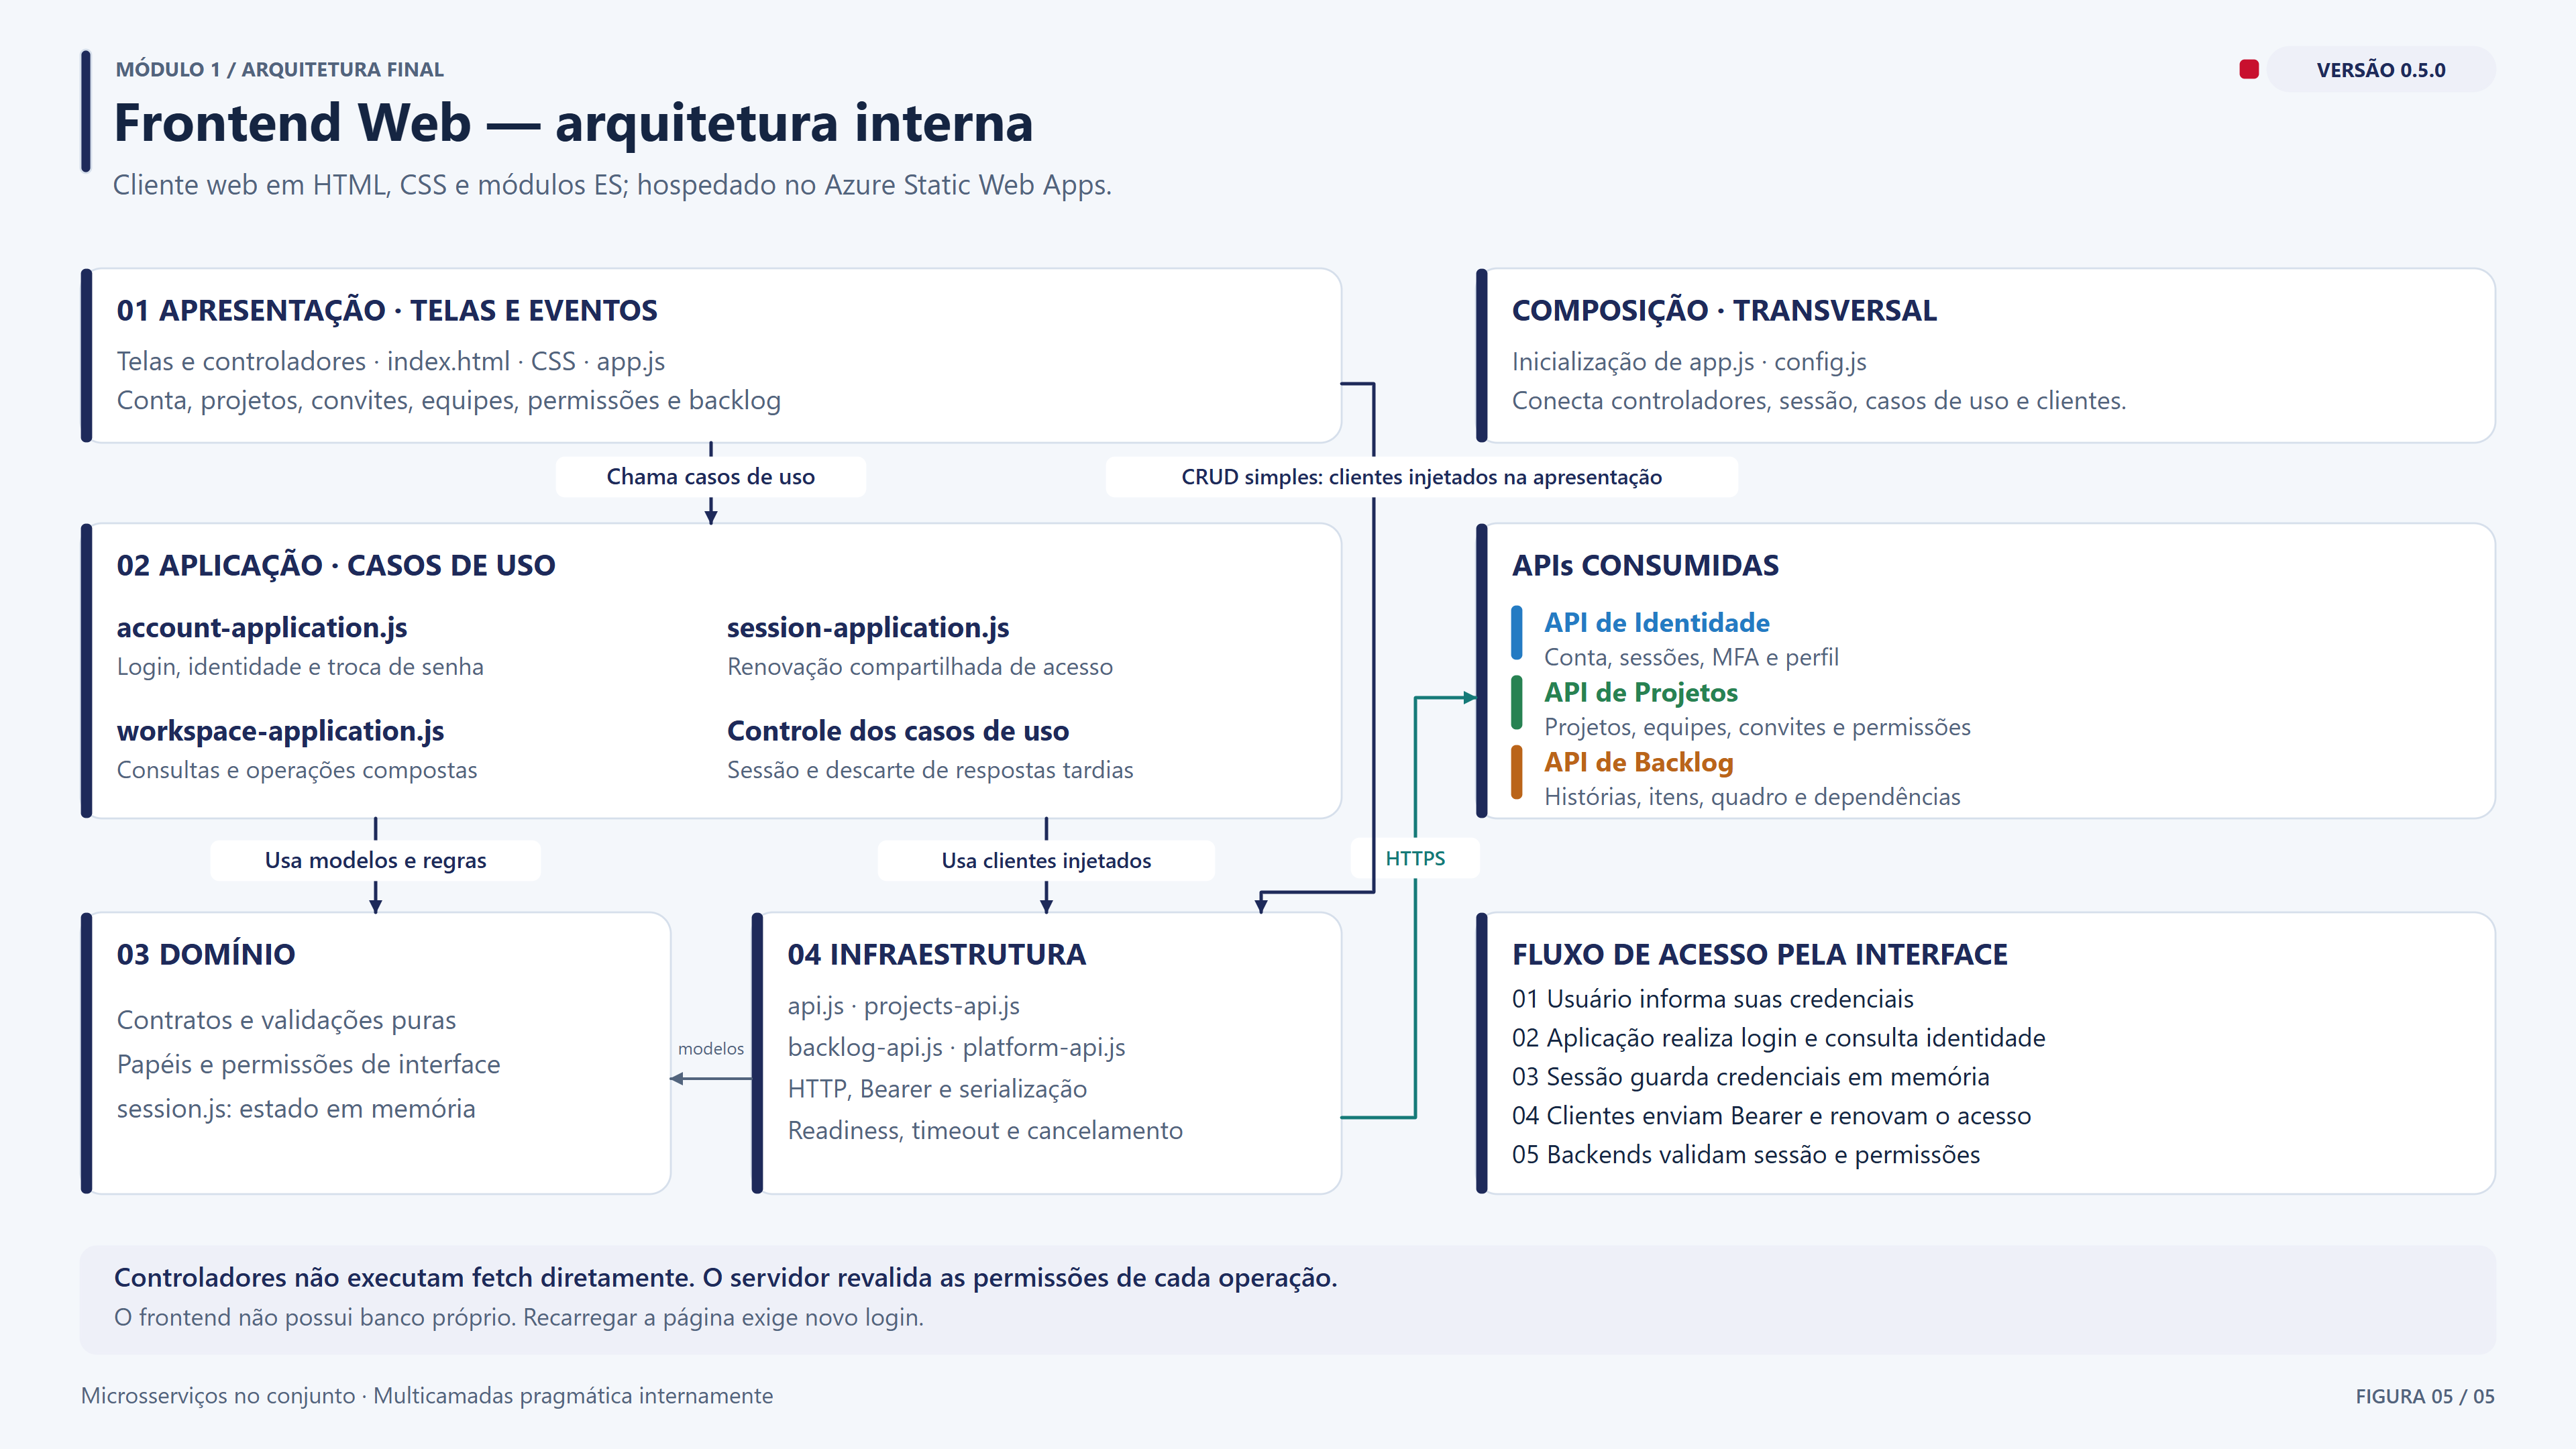 MÓDULO 1 / ARQUITETURA FINAL
VERSÃO 0.5.0
Frontend Web — arquitetura interna
Cliente web em HTML, CSS e módulos ES; hospedado no Azure Static Web Apps.
01 APRESENTAÇÃO · TELAS E EVENTOS
Telas e controladores · index.html · CSS · app.js
Conta, projetos, convites, equipes, permissões e backlog
COMPOSIÇÃO · TRANSVERSAL
Inicialização de app.js · config.js
Conecta controladores, sessão, casos de uso e clientes.
Chama casos de uso
CRUD simples: clientes injetados na apresentação
02 APLICAÇÃO · CASOS DE USO
account-application.js
Login, identidade e troca de senha
session-application.js
Renovação compartilhada de acesso
workspace-application.js
Consultas e operações compostas
Controle dos casos de uso
Sessão e descarte de respostas tardias
APIs CONSUMIDAS
API de Identidade
Conta, sessões, MFA e perfil
API de Projetos
Projetos, equipes, convites e permissões
API de Backlog
Histórias, itens, quadro e dependências
Usa modelos e regras
Usa clientes injetados
HTTPS
03 DOMÍNIO
Contratos e validações puras
Papéis e permissões de interface
session.js: estado em memória
modelos
04 INFRAESTRUTURA
api.js · projects-api.js
backlog-api.js · platform-api.js
HTTP, Bearer e serialização
Readiness, timeout e cancelamento
FLUXO DE ACESSO PELA INTERFACE
01 Usuário informa suas credenciais
02 Aplicação realiza login e consulta identidade
03 Sessão guarda credenciais em memória
04 Clientes enviam Bearer e renovam o acesso
05 Backends validam sessão e permissões
Controladores não executam fetch diretamente. O servidor revalida as permissões de cada operação.
O frontend não possui banco próprio. Recarregar a página exige novo login.
Microsserviços no conjunto · Multicamadas pragmática internamente
FIGURA 05 / 05